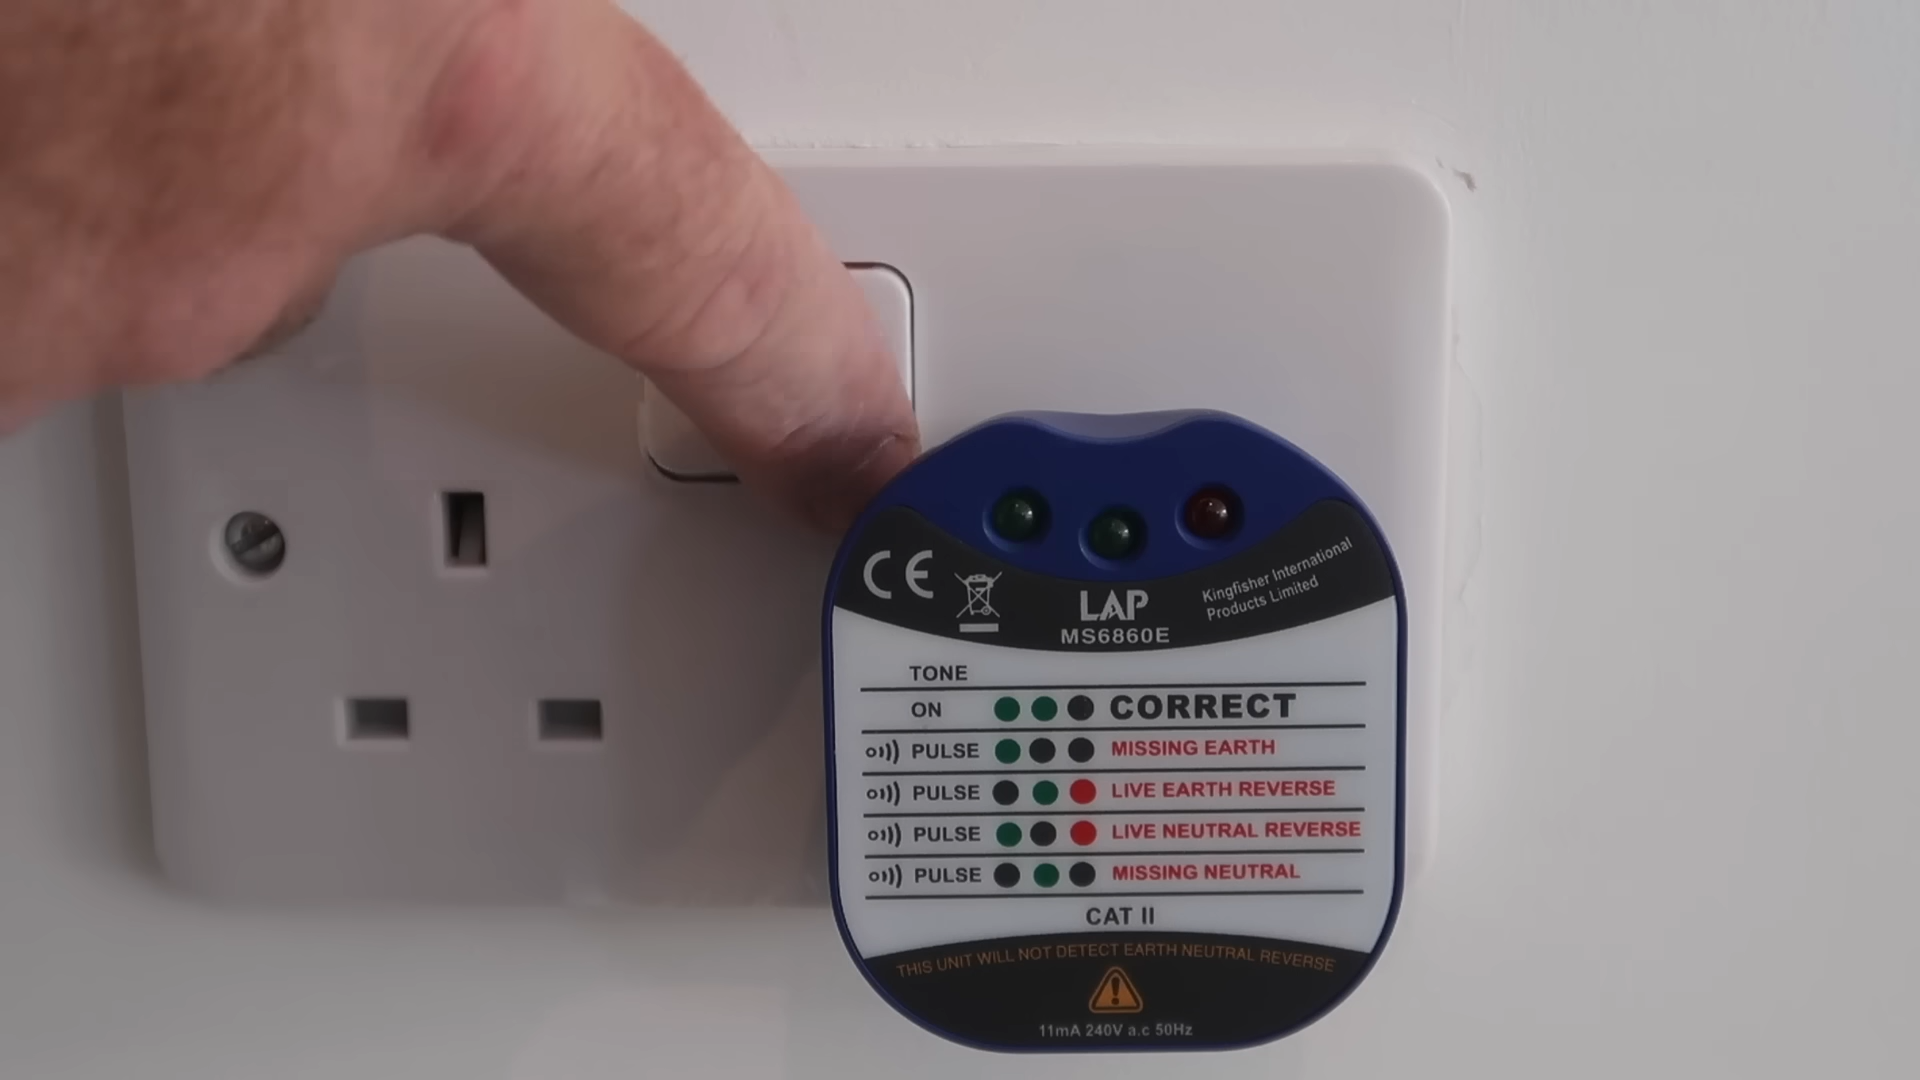 CE
Kingfisher International
Products Limited
LAP
MS6860E
TONE
ON CORRECT
PULSE MISSING EARTH
PULSE LIVE EARTH REVERSE
PULSE LIVE NEUTRAL REVERSE
PULSE MISSING NEUTRAL
CAT II
THIS UNIT WILL NOT DETECT EARTH NEUTRAL REVERSE
11mA 240V a.c 50Hz